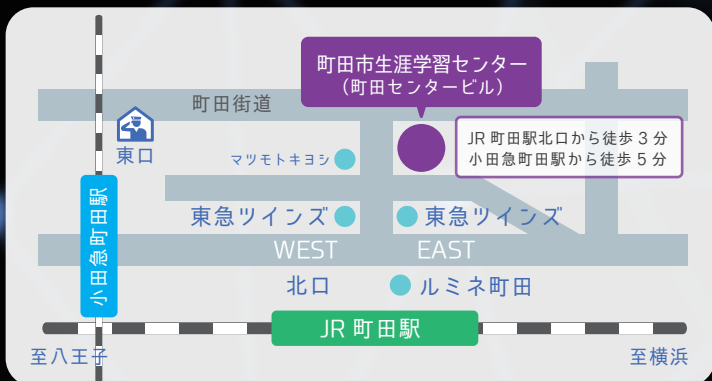 町田市生涯学習センター
（町田センタービル）
町田街道
JR 町田駅北口から徒歩 3 分
小田急町田駅から徒歩 5 分
東口
マツモトキヨシ
小田急町田駅
東急ツインズ
東急ツインズ
WEST
EAST
北口
ルミネ町田
JR 町田駅
至八王子
至横浜